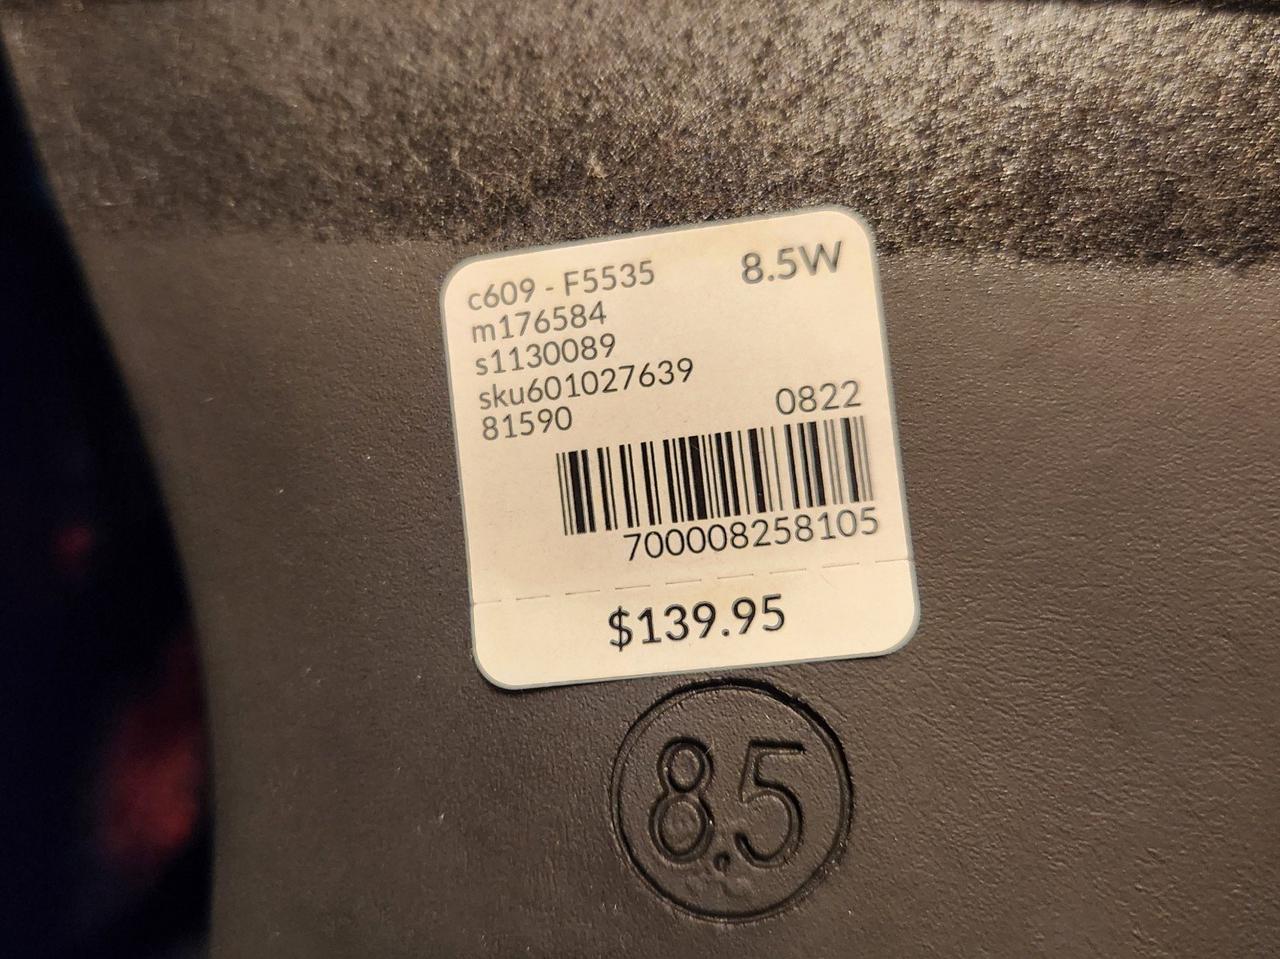 c609 - F5535 8.5W
m176584
s1130089
sku601027639
81590 0822
700008258105
$139.95
8.5